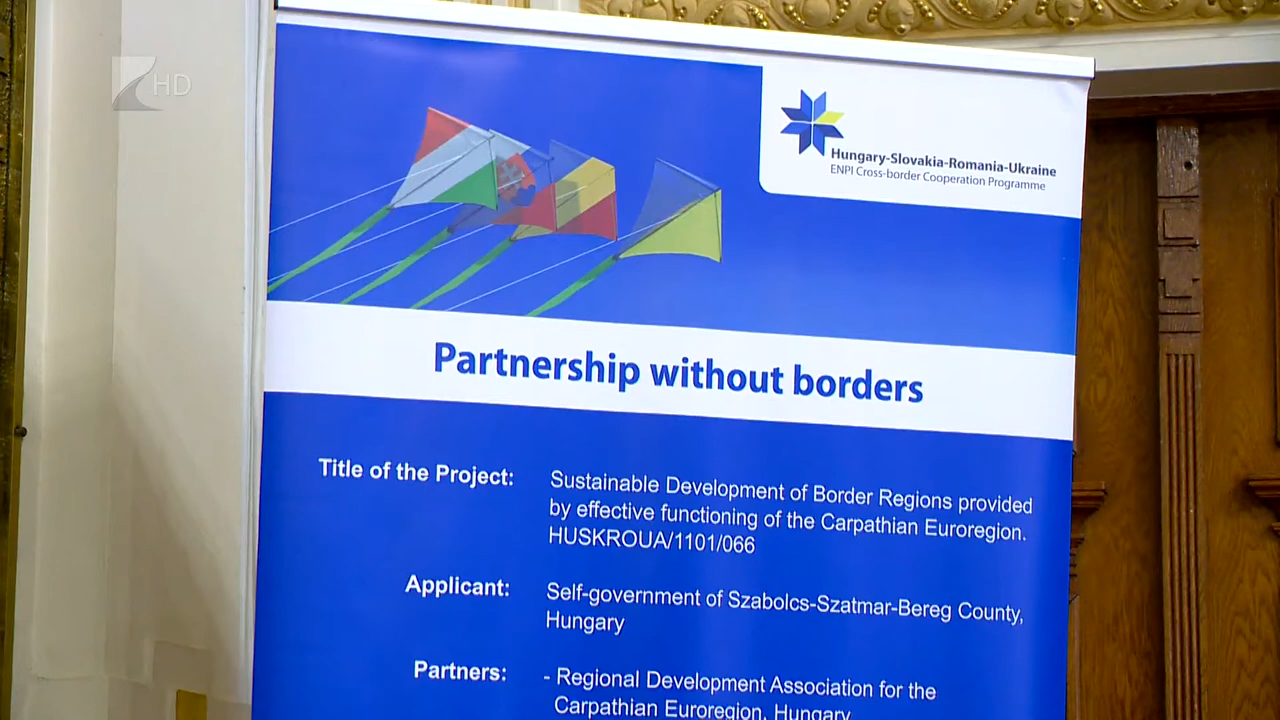 HD
Hungary-Slovakia-Romania-Ukraine
ENPI Cross-border Cooperation Programme
Partnership without borders
Title of the Project:
Sustainable Development of Border Regions provided
by effective functioning of the Carpathian Euroregion.
HUSKROUA/1101/066
Applicant:
Self-government of Szabolcs-Szatmar-Bereg County,
Hungary
Partners:
- Regional Development Association for the
Carpathian Euroregion, Hungary